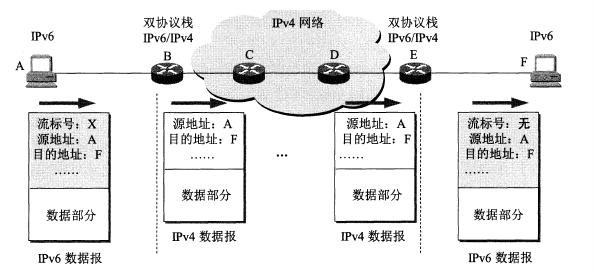 IPv6
双协议栈
IPv6/IPv4
IPv4 网络
双协议栈
IPv6/IPv4
IPv6
A
B
C
D
E
F
流标号：X
源地址：A
目的地址：F
……
数据部分
IPv6 数据报
源地址：A
目的地址：F
……
数据部分
IPv4 数据报
…
源地址：A
目的地址：F
……
数据部分
IPv4 数据报
流标号：无
源地址：A
目的地址：F
……
数据部分
IPv6 数据报